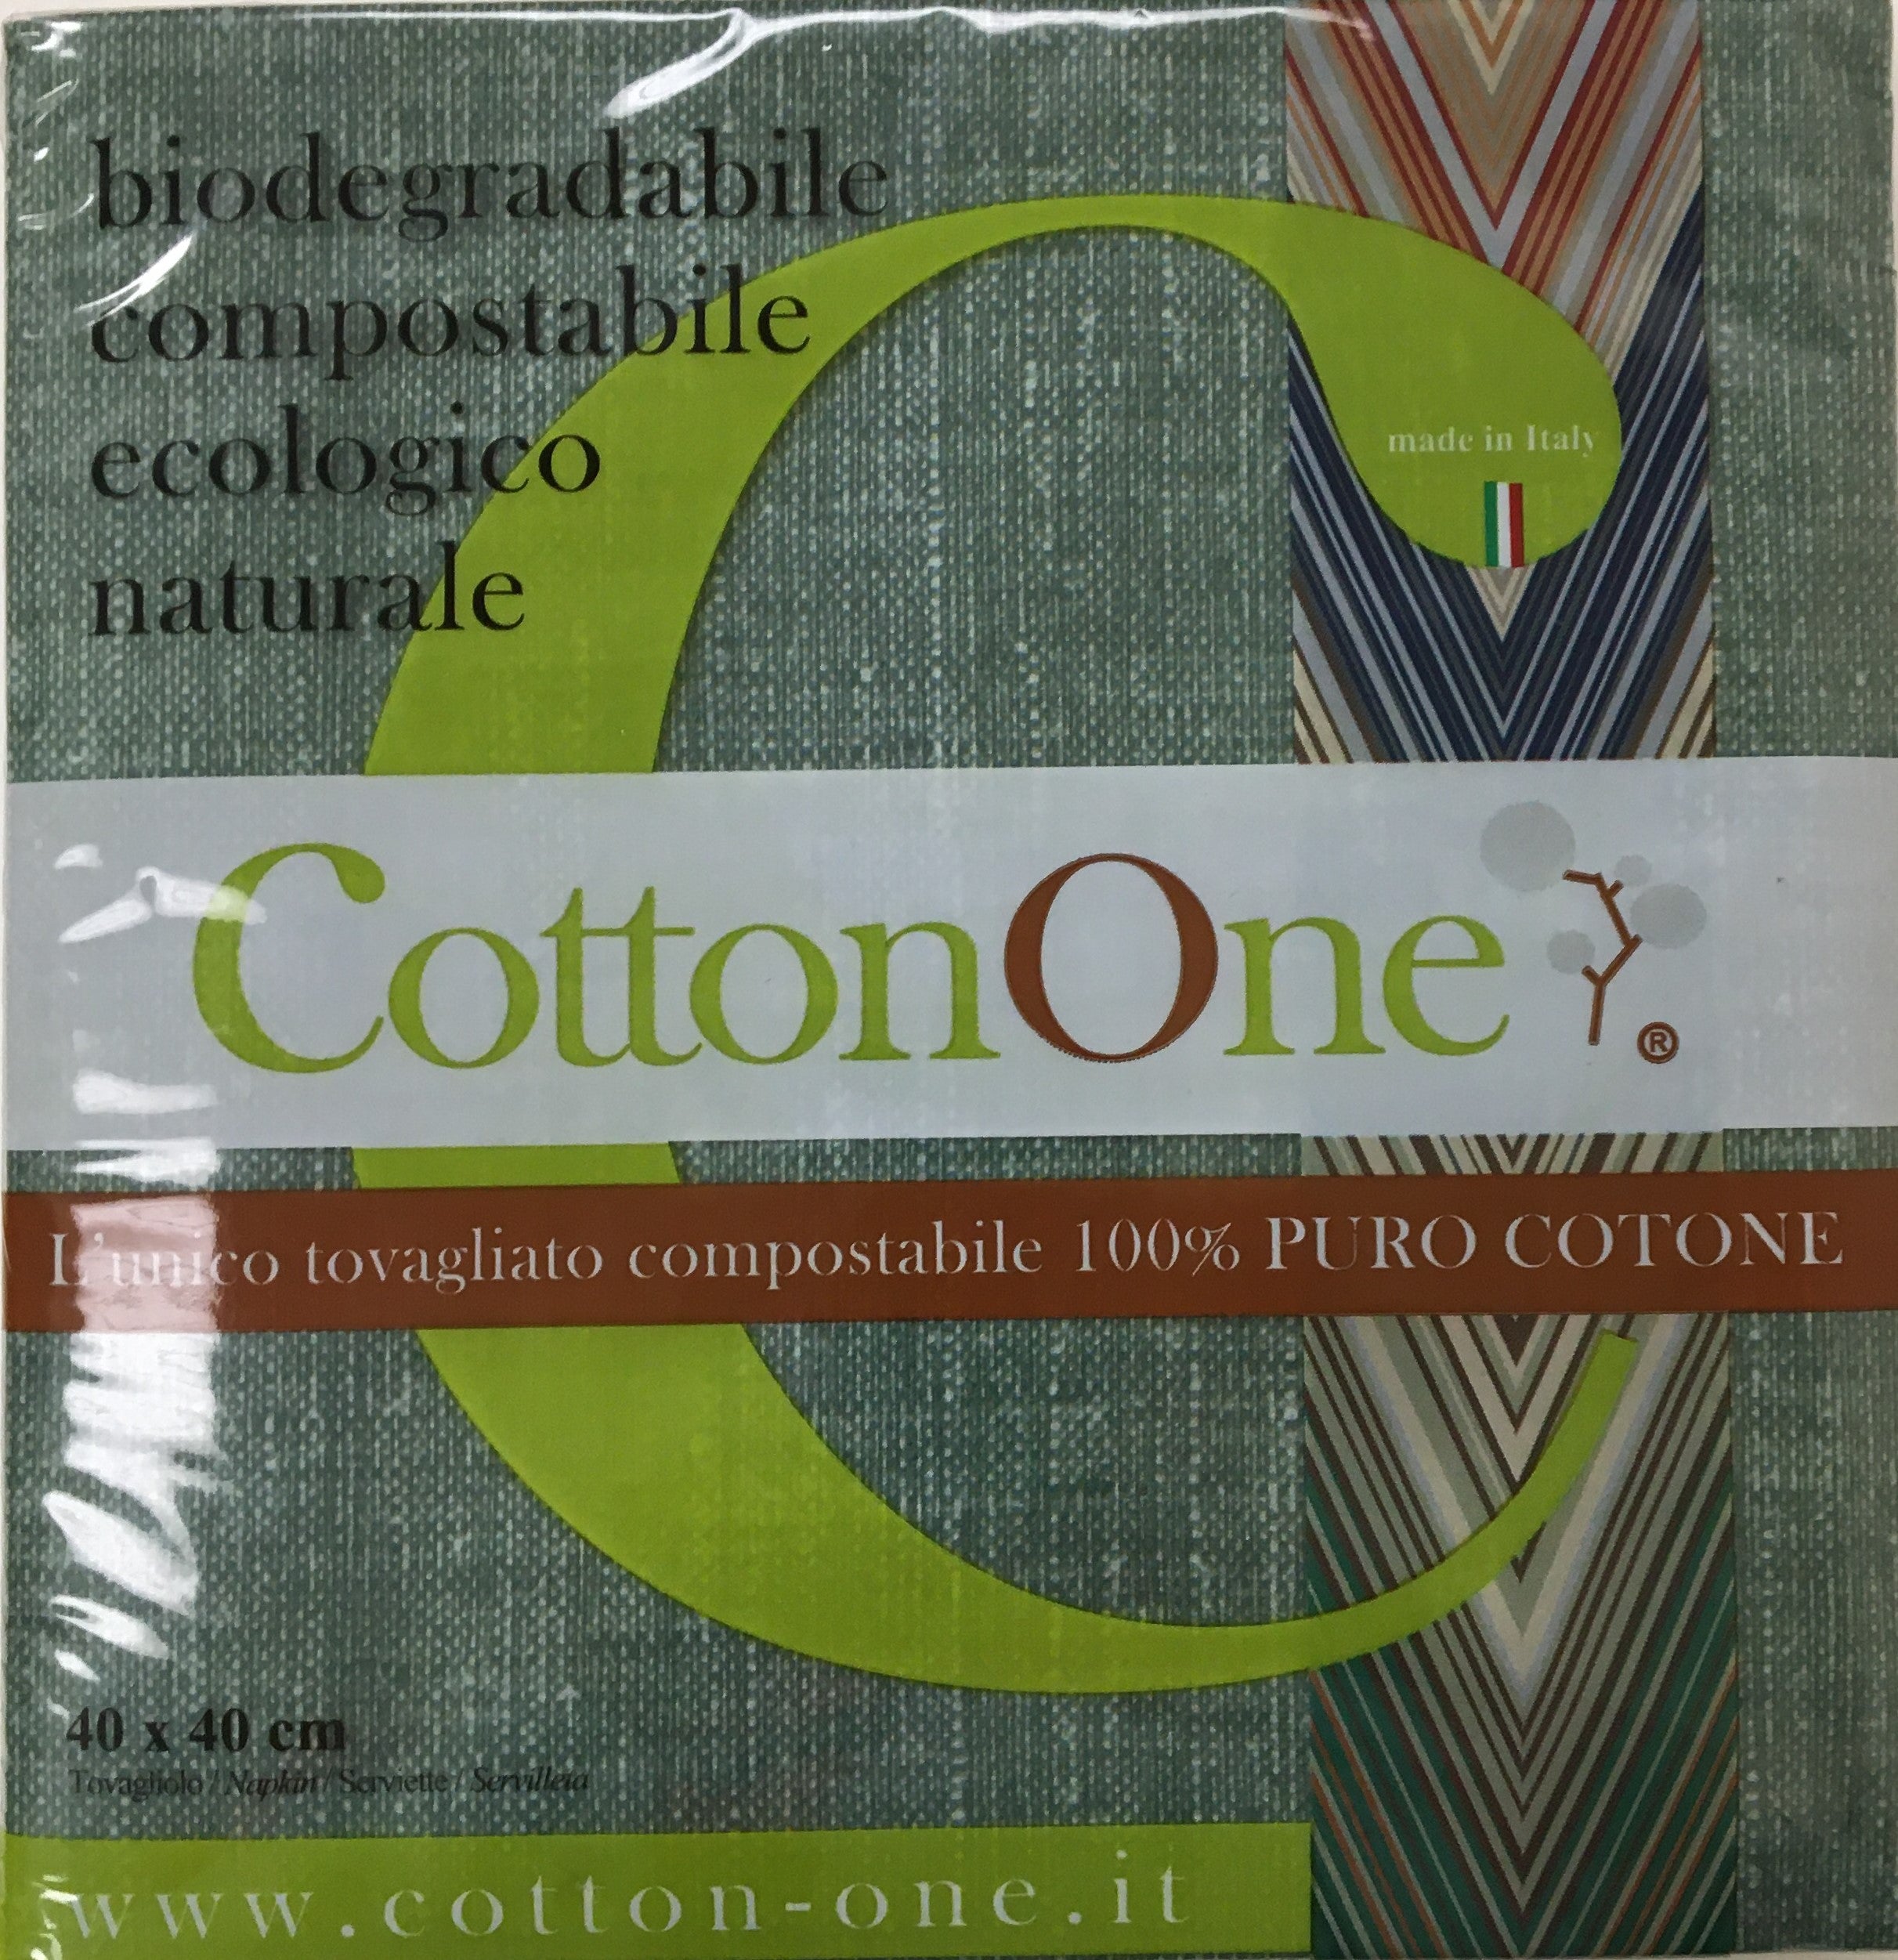 biodegradabile
compostabile
ecologico
naturale
made in Italy
CottonOne ®
L'unico tovagliato compostabile 100% PURO COTONE
40 x 40 cm
Tovagliolo / Napkin / Serviette / Servilleta
www.cotton-one.it